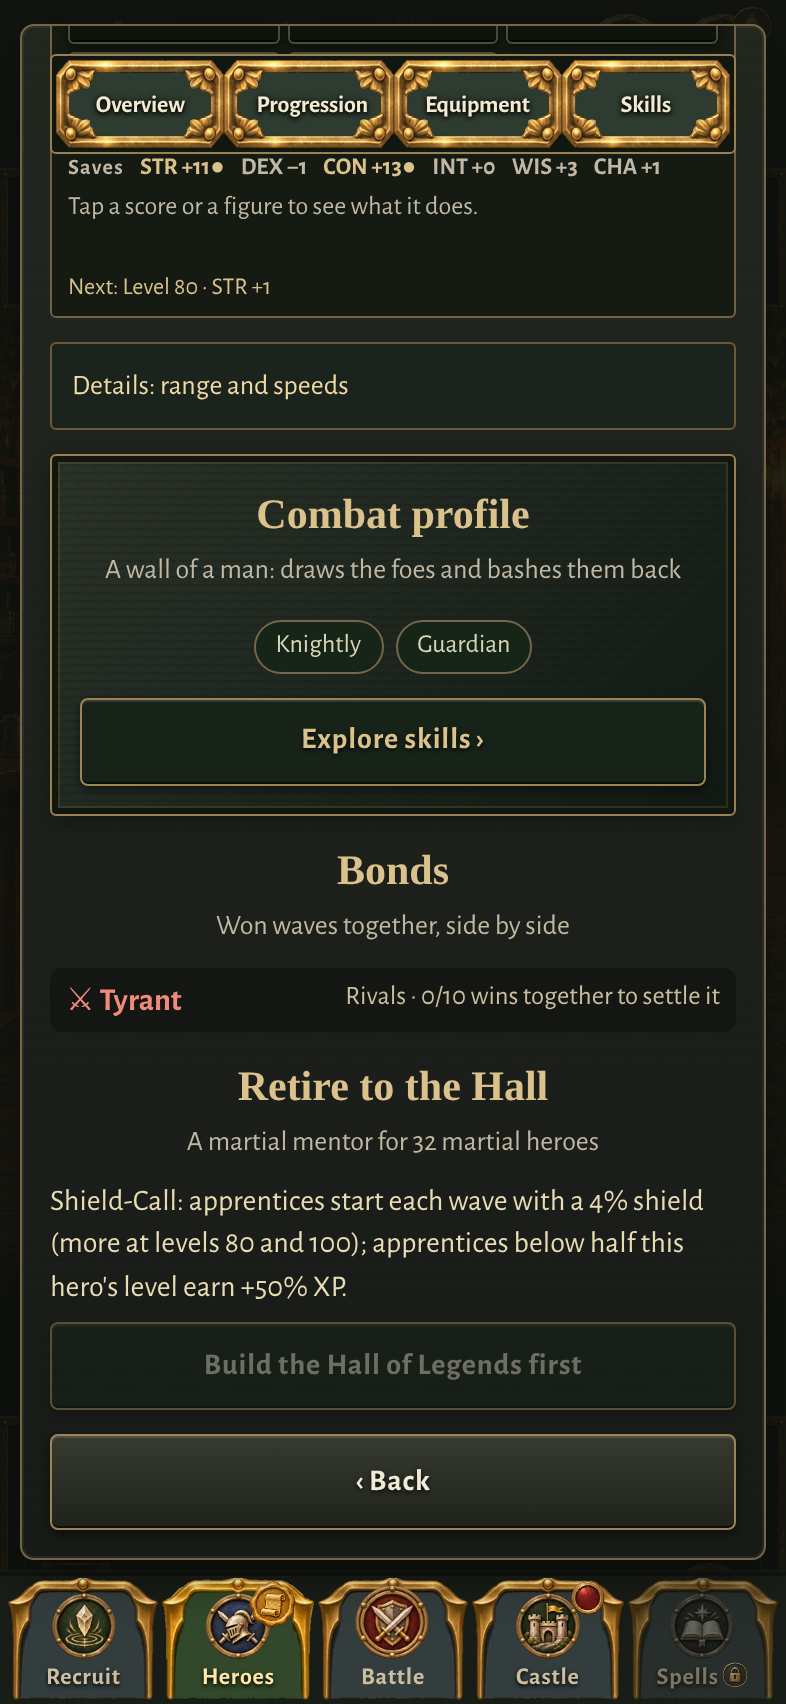 Overview Progression Equipment Skills
Saves STR +11● DEX −1 CON +13● INT +0 WIS +3 CHA +1
Tap a score or a figure to see what it does.
Next: Level 80 · STR +1
Details: range and speeds
Combat profile
A wall of a man: draws the foes and bashes them back
Knightly Guardian
Explore skills ›
Bonds
Won waves together, side by side
⚔ Tyrant Rivals · 0/10 wins together to settle it
Retire to the Hall
A martial mentor for 32 martial heroes
Shield-Call: apprentices start each wave with a 4% shield
(more at levels 80 and 100); apprentices below half this
hero's level earn +50% XP.
Build the Hall of Legends first
‹ Back
Recruit Heroes Battle Castle Spells